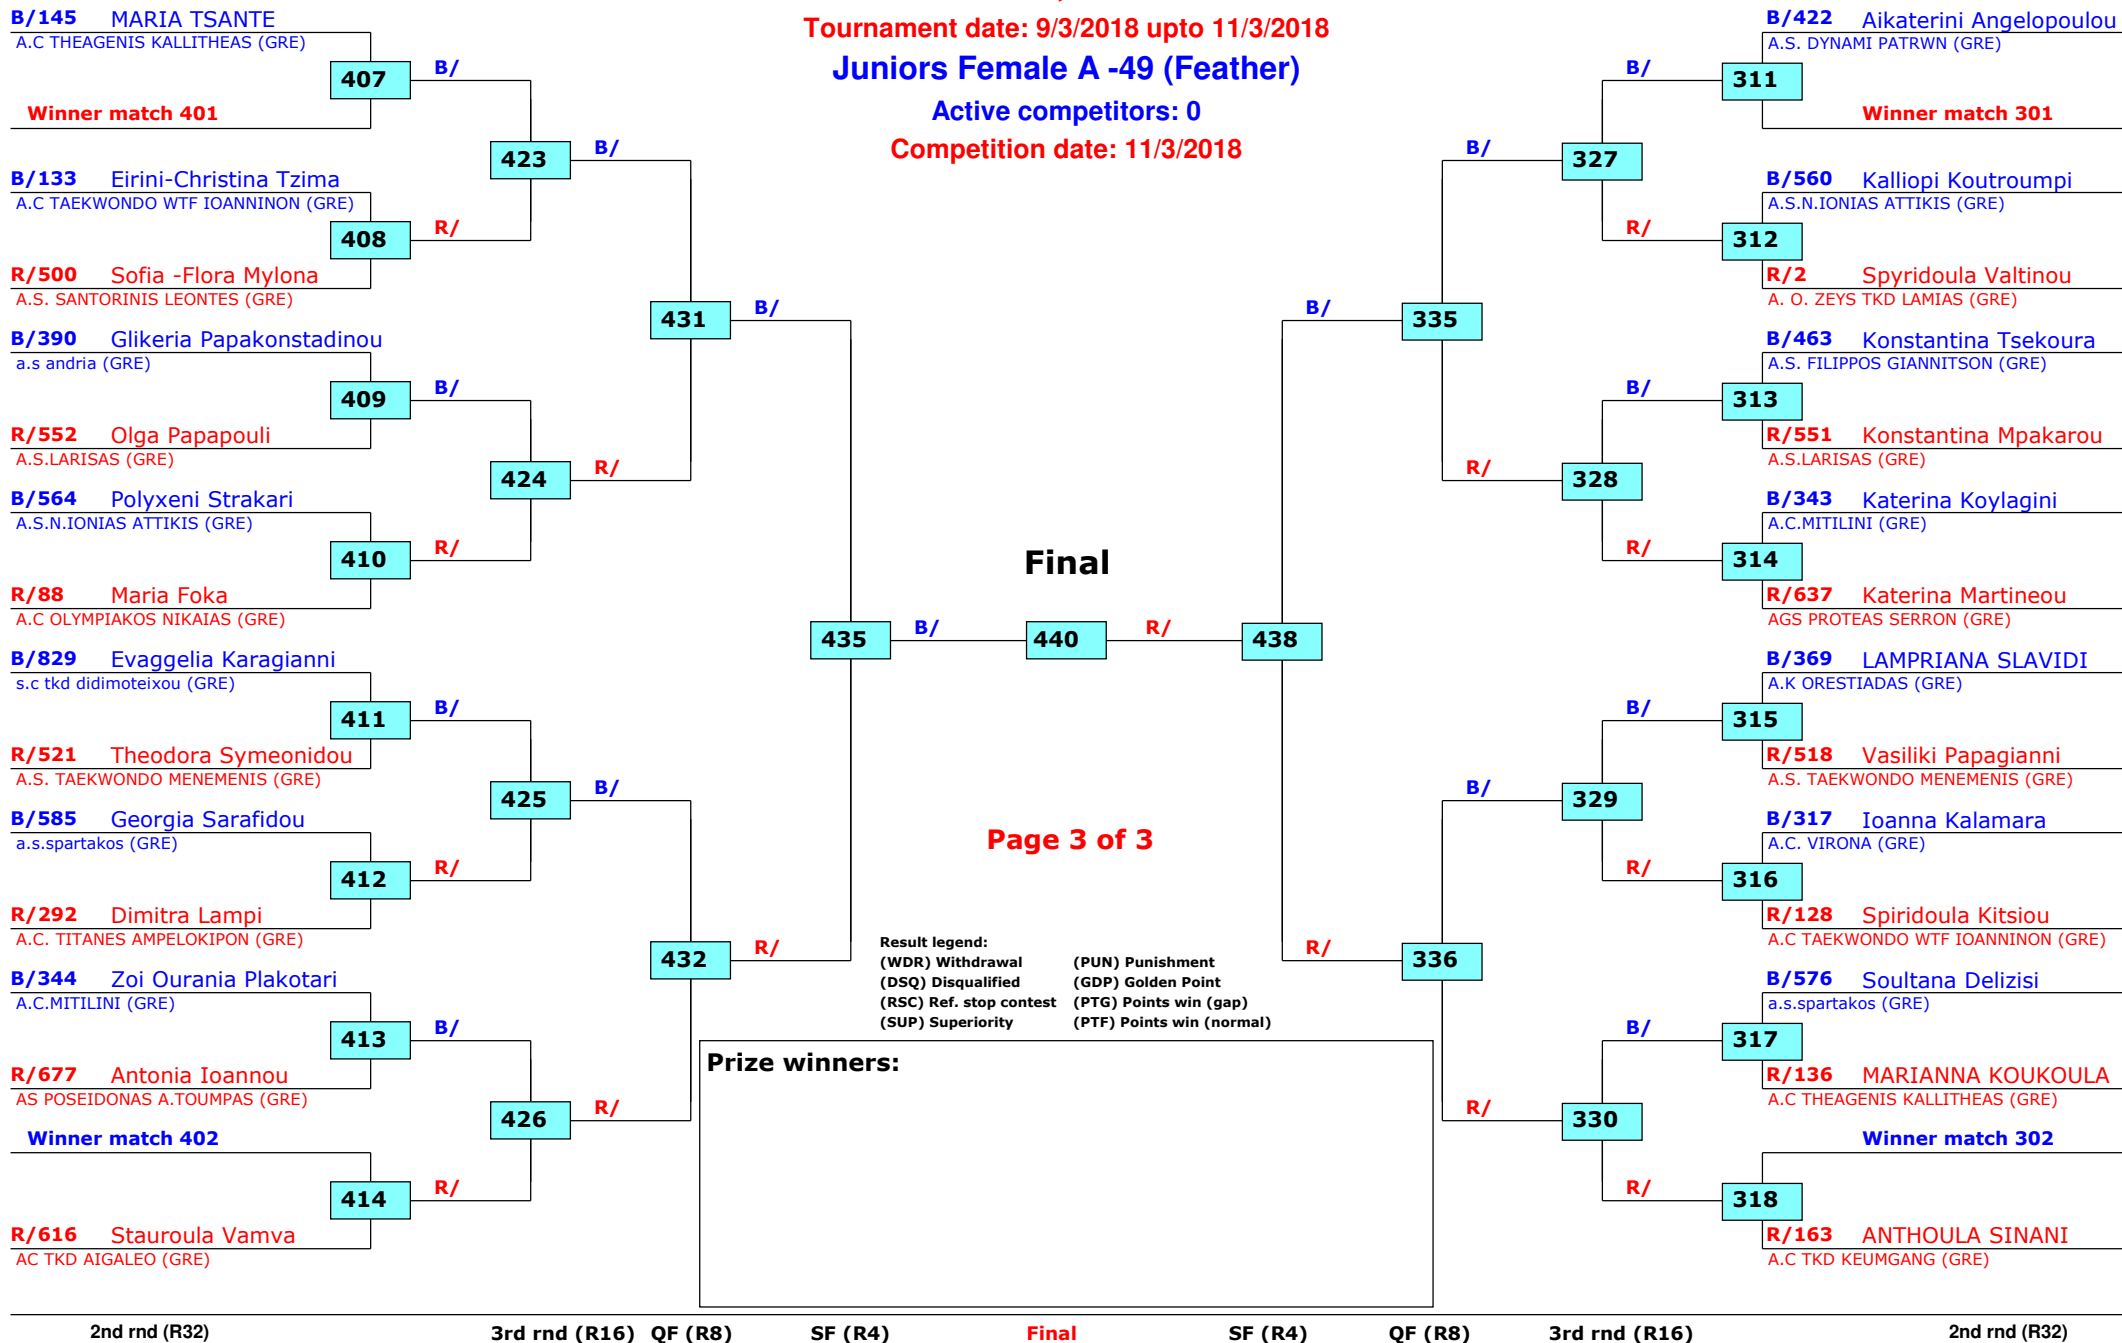 Tournament date: 9/3/2018 upto 11/3/2018
Juniors Female A -49 (Feather)
Active competitors: 0
Competition date: 11/3/2018
B/145 MARIA TSANTE
A.C THEAGENIS KALLITHEAS (GRE)
407
B/
Winner match 401
423
B/
B/133 Eirini-Christina Tzima
A.C TAEKWONDO WTF IOANNINON (GRE)
408
R/
R/500 Sofia -Flora Mylona
A.S. SANTORINIS LEONTES (GRE)
431
B/
B/390 Glikeria Papakonstadinou
a.s andria (GRE)
409
B/
R/552 Olga Papapouli
A.S.LARISAS (GRE)
424
R/
B/564 Polyxeni Strakari
A.S.N.IONIAS ATTIKIS (GRE)
410
R/
R/88 Maria Foka
A.C OLYMPIAKOS NIKAIAS (GRE)
435
B/
B/829 Evaggelia Karagianni
s.c tkd didimoteixou (GRE)
411
B/
R/521 Theodora Symeonidou
A.S. TAEKWONDO MENEMENIS (GRE)
425
B/
B/585 Georgia Sarafidou
a.s.spartakos (GRE)
412
R/
R/292 Dimitra Lampi
A.C. TITANES AMPELOKIPON (GRE)
432
R/
B/344 Zoi Ourania Plakotari
A.C.MITILINI (GRE)
413
B/
R/677 Antonia Ioannou
AS POSEIDONAS A.TOUMPAS (GRE)
426
R/
Winner match 402
414
R/
R/616 Stauroula Vamva
AC TKD AIGALEO (GRE)
Final
440
R/
438
Page 3 of 3
Result legend:
(WDR) Withdrawal (PUN) Punishment
(DSQ) Disqualified (GDP) Golden Point
(RSC) Ref. stop contest (PTG) Points win (gap)
(SUP) Superiority (PTF) Points win (normal)
Prize winners:
B/422 Aikaterini Angelopoulou
A.S. DYNAMI PATRWN (GRE)
B/
311
Winner match 301
B/
327
B/560 Kalliopi Koutroumpi
A.S.N.IONIAS ATTIKIS (GRE)
R/
312
R/2 Spyridoula Valtinou
A. O. ZEYS TKD LAMIAS (GRE)
B/
335
B/463 Konstantina Tsekoura
A.S. FILIPPOS GIANNITSON (GRE)
B/
313
R/551 Konstantina Mpakarou
A.S.LARISAS (GRE)
R/
328
B/343 Katerina Koylagini
A.C.MITILINI (GRE)
R/
314
R/637 Katerina Martineou
AGS PROTEAS SERRON (GRE)
B/369 LAMPRIANA SLAVIDI
A.K ORESTIADAS (GRE)
B/
315
R/518 Vasiliki Papagianni
A.S. TAEKWONDO MENEMENIS (GRE)
B/
329
B/317 Ioanna Kalamara
A.C. VIRONA (GRE)
R/
316
R/128 Spiridoula Kitsiou
A.C TAEKWONDO WTF IOANNINON (GRE)
R/
336
B/576 Soultana Delizisi
a.s.spartakos (GRE)
B/
317
R/136 MARIANNA KOUKOULA
A.C THEAGENIS KALLITHEAS (GRE)
R/
330
Winner match 302
R/
318
R/163 ANTHOULA SINANI
A.C TKD KEUMGANG (GRE)
2nd rnd (R32) 3rd rnd (R16) QF (R8) SF (R4) Final SF (R4) QF (R8) 3rd rnd (R16) 2nd rnd (R32)